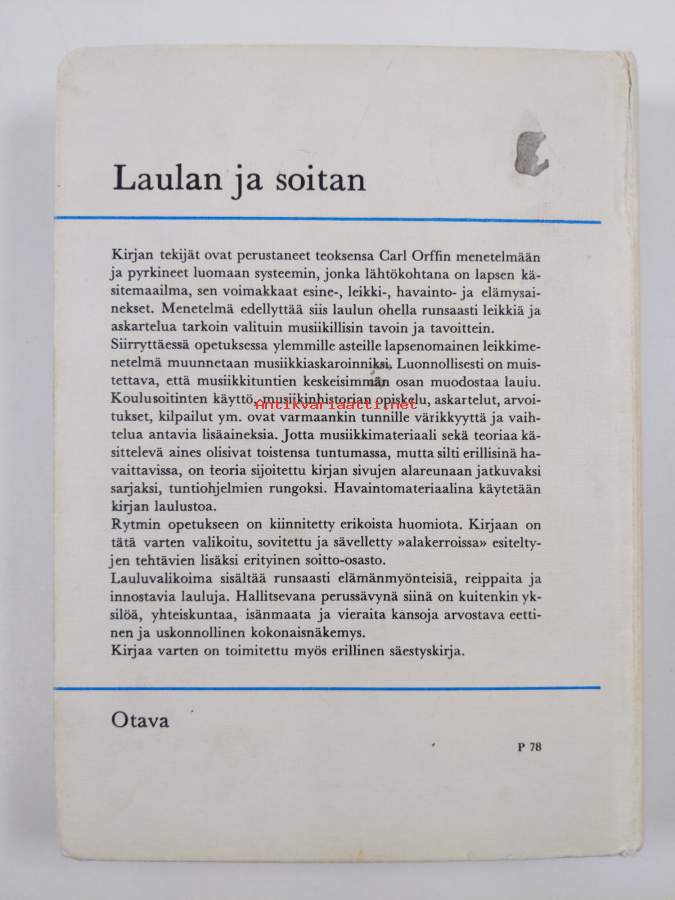 Laulan ja soitan
Kirjan tekijät ovat perustaneet teoksensa Carl Orffin menetelmään
ja pyrkineet luomaan systeemin, jonka lähtökohtana on lapsen kä-
sitemaailma, sen voimakkaat esine-, leikki-, havainto- ja elämysai-
nekset. Menetelmä edellyttää siis laulun ohella runsaasti leikkiä ja
askartelua tarkoin valituin musiikillisin tavoin ja tavoittein.
Siirryttäessä opetuksessa ylemmille asteille lapsenomainen leikkime-
netelmä muunnetaan musiikkiaskaroinniksi. Luonnollisesti on muis-
tettava, että musiikkituntien keskeisimmän osan muodostaa laulu.
Koulusoitinten käyttö, musiikinhistorian opiskelu, askartelut, arvoi-
Antikvariaatti.net
tukset, kilpailut ym. ovat varmaankin tunnille värikkyyttä ja vaih-
telua antavia lisäaineksia. Jotta musiikkimateriaali sekä teoriaa kä-
sittelevä aines olisivat toistensa tuntumassa, mutta silti erillisinä ha-
vaittavissa, on teoria sijoitettu kirjan sivujen alareunaan jatkuvaksi
sarjaksi, tuntiohjelmien rungoksi. Havaintomateriaalina käytetään
kirjan laulustoa.
Rytmin opetukseen on kiinnitetty erikoista huomiota. Kirjaan on
tätä varten valikoitu, sovitettu ja sävelletty »alakerroissa» esitelty-
jen tehtävien lisäksi erityinen soitto-osasto.
Lauluvalikoima sisältää runsaasti elämänmyönteisiä, reippaita ja
innostavia lauluja. Hallitsevana perussävynä siinä on kuitenkin yk-
silöä, yhteiskuntaa, isänmaata ja vieraita kansoja arvostava eetti-
nen ja uskonnollinen kokonaisnäkemys.
Kirjaa varten on toimitettu myös erillinen säestyskirja.
Otava
P 78